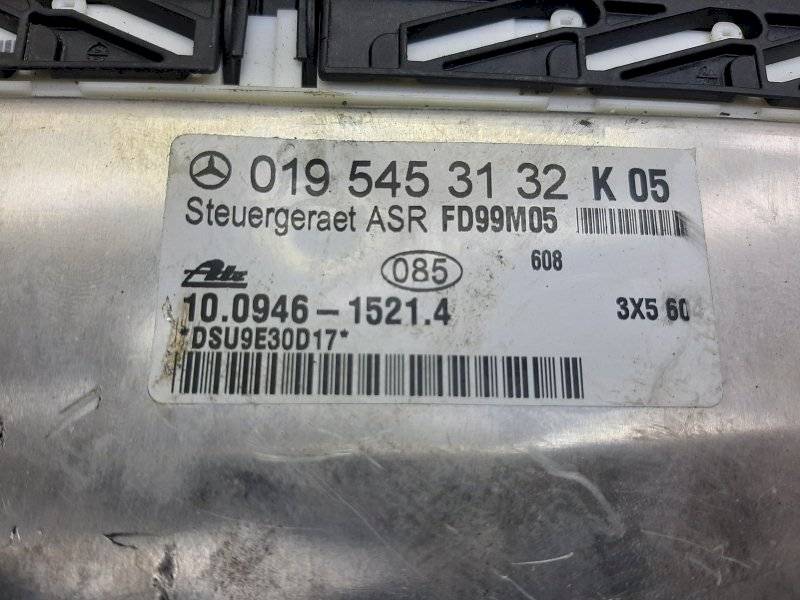 019 545 31 32 K 05
Steuergeraet ASR FD99M05
Ate 085 608
10.0946-1521.4 3X5 60
*DSU9E30D17*